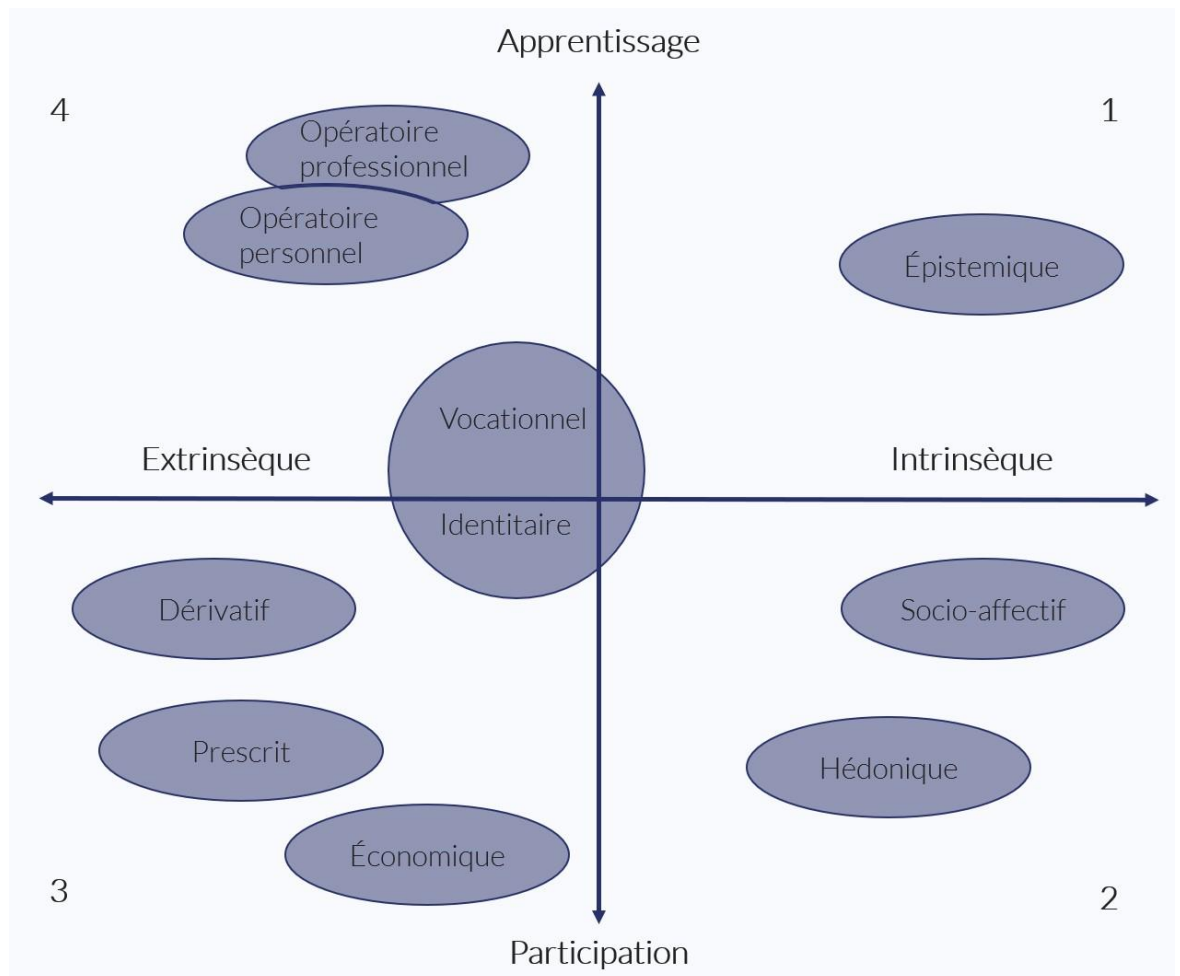 Apprentissage
4
1
Opératoire
professionnel
Opératoire
personnel
Épistemique
Vocationnel
Extrinsèque
Intrinsèque
Identitaire
Dérivatif
Socio-affectif
Prescrit
Hédonique
Économique
3
2
Participation